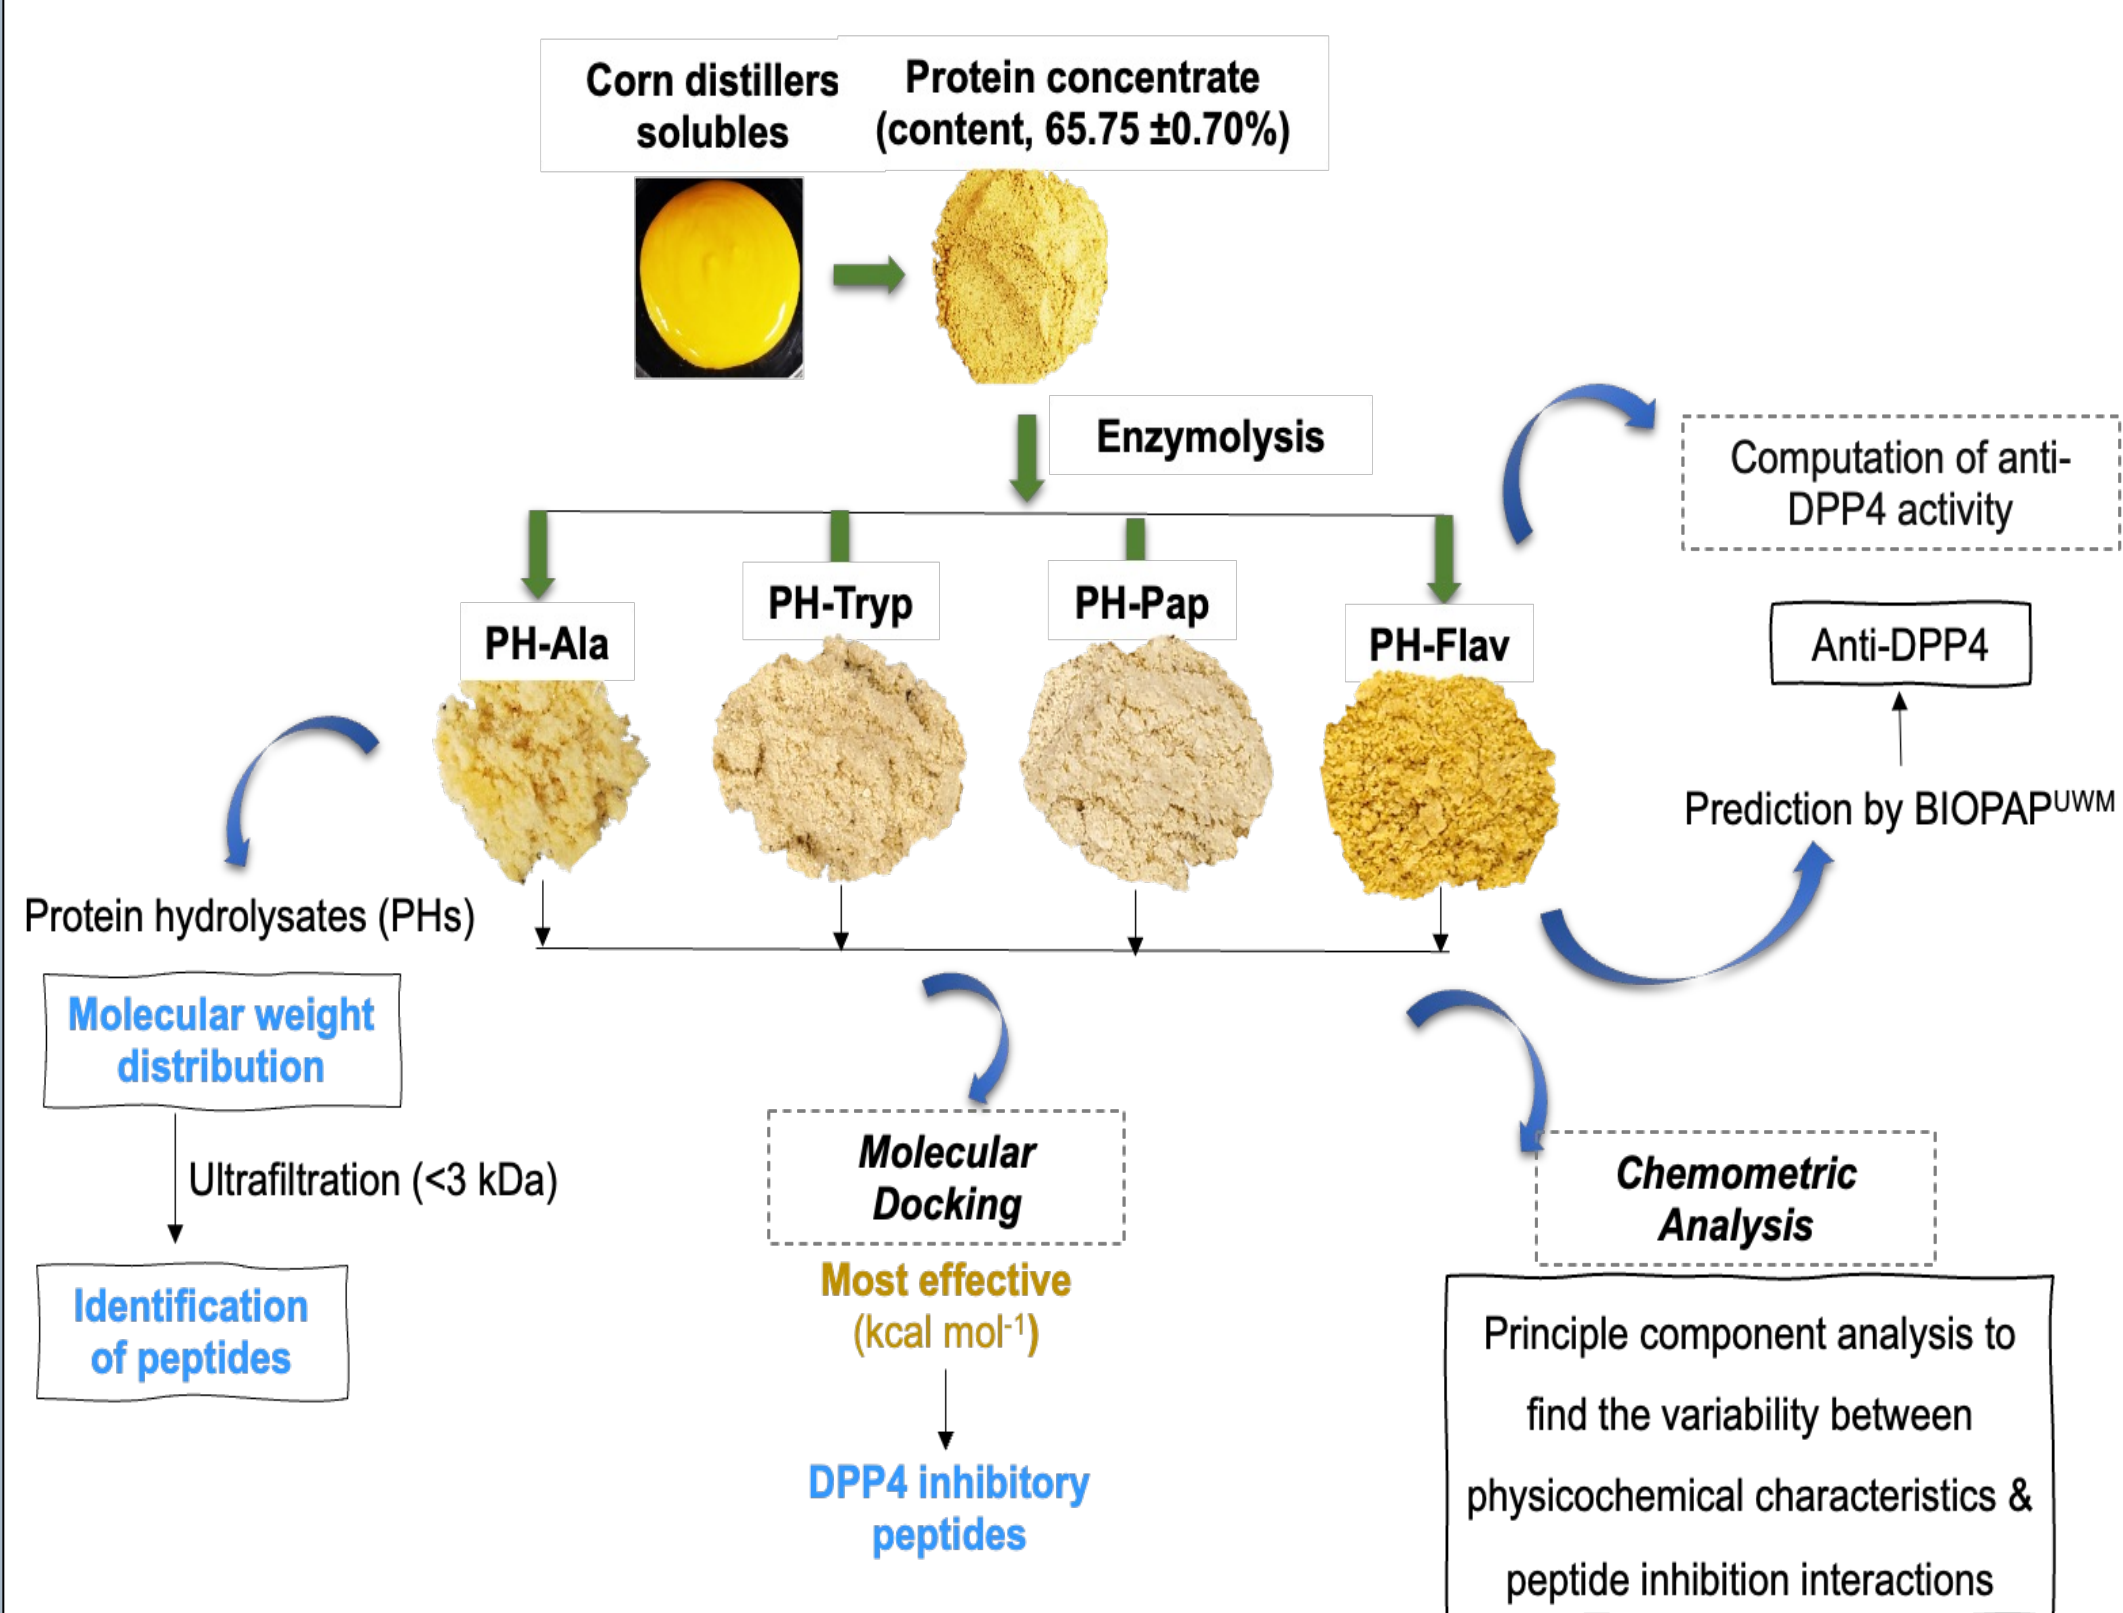 Corn distillers
solubles
Protein concentrate
(content, 65.75 ±0.70%)
Enzymolysis
Computation of anti-
DPP4 activity
PH-Ala
PH-Tryp
PH-Pap
PH-Flav
Anti-DPP4
Prediction by BIOPAPᵁᵂᴹ
Protein hydrolysates (PHs)
Molecular weight
distribution
Ultrafiltration (<3 kDa)
Identification
of peptides
Molecular
Docking
Most effective
(kcal mol⁻¹)
DPP4 inhibitory
peptides
Chemometric
Analysis
Principle component analysis to
find the variability between
physicochemical characteristics &
peptide inhibition interactions